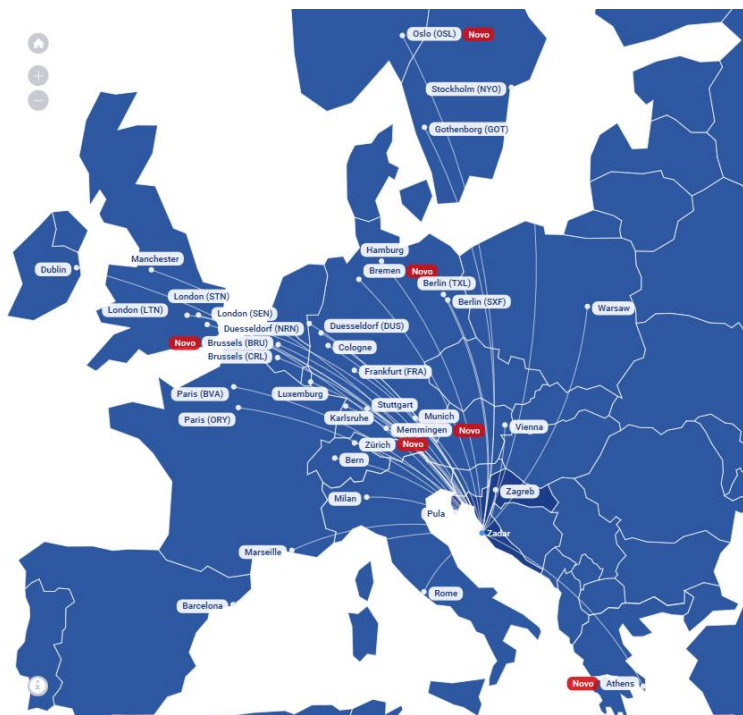 Oslo (OSL) Novo
Stockholm (NYO)
Gothenborg (GOT)
Hamburg
Manchester
Dublin
Bremen Novo
Berlin (TXL)
London (STN)
Berlin (SXF)
London (LTN)
London (SEN)
Warsaw
Duesseldorf (NRN)
Duesseldorf (DUS)
Novo Brussels (BRU)
Cologne
Brussels (CRL)
Frankfurt (FRA)
Paris (BVA)
Luxemburg
Stuttgart
Paris (ORY)
Karlsruhe
Munich
Memmingen Novo
Vienna
Zürich Novo
Bern
Zagreb
Milan
Pula
Zadar
Marseille
Rome
Barcelona
Novo Athens